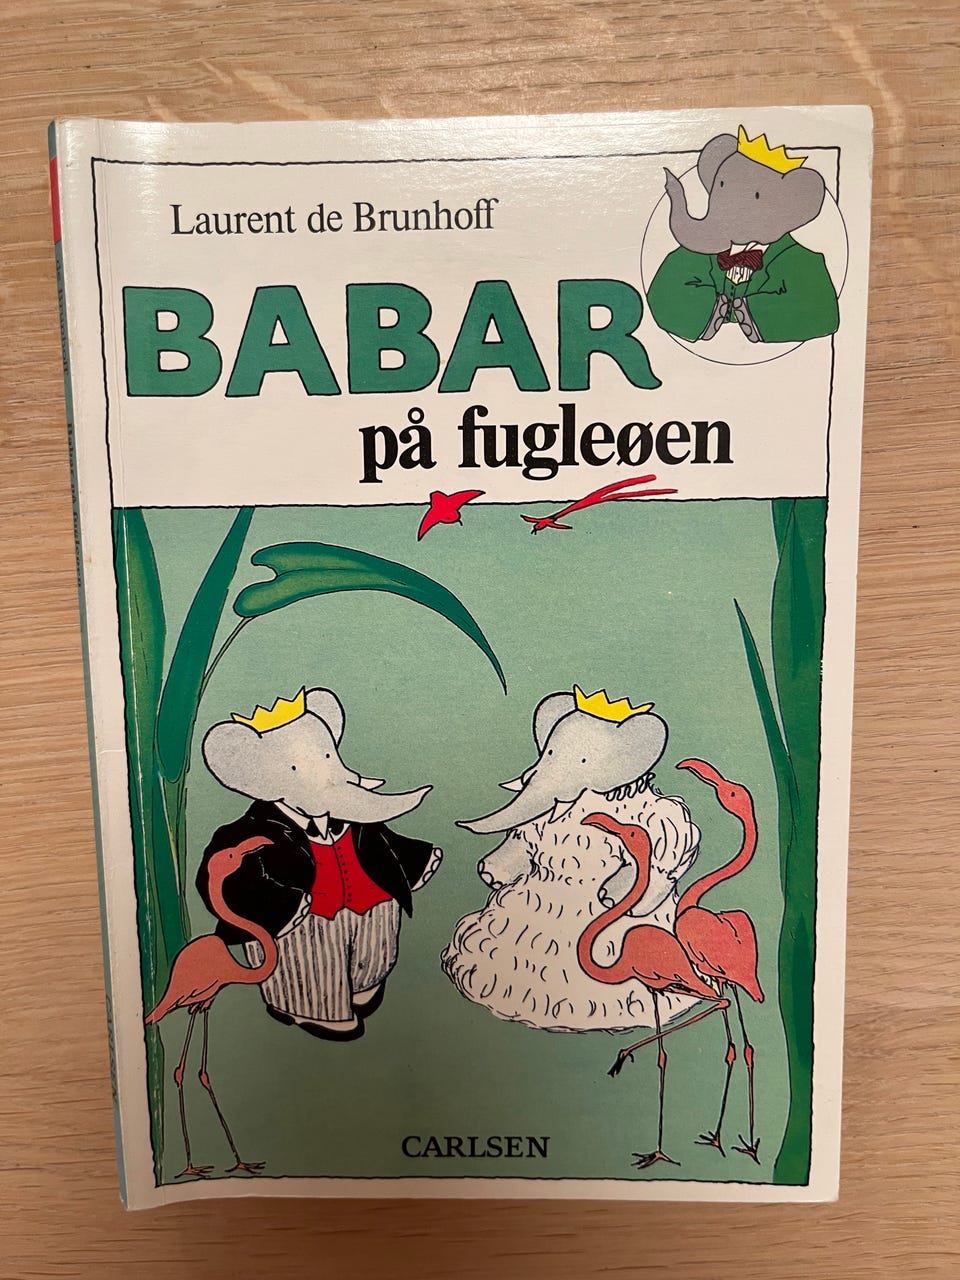 Laurent de Brunhoff
BABAR
på fugleøen
CARLSEN